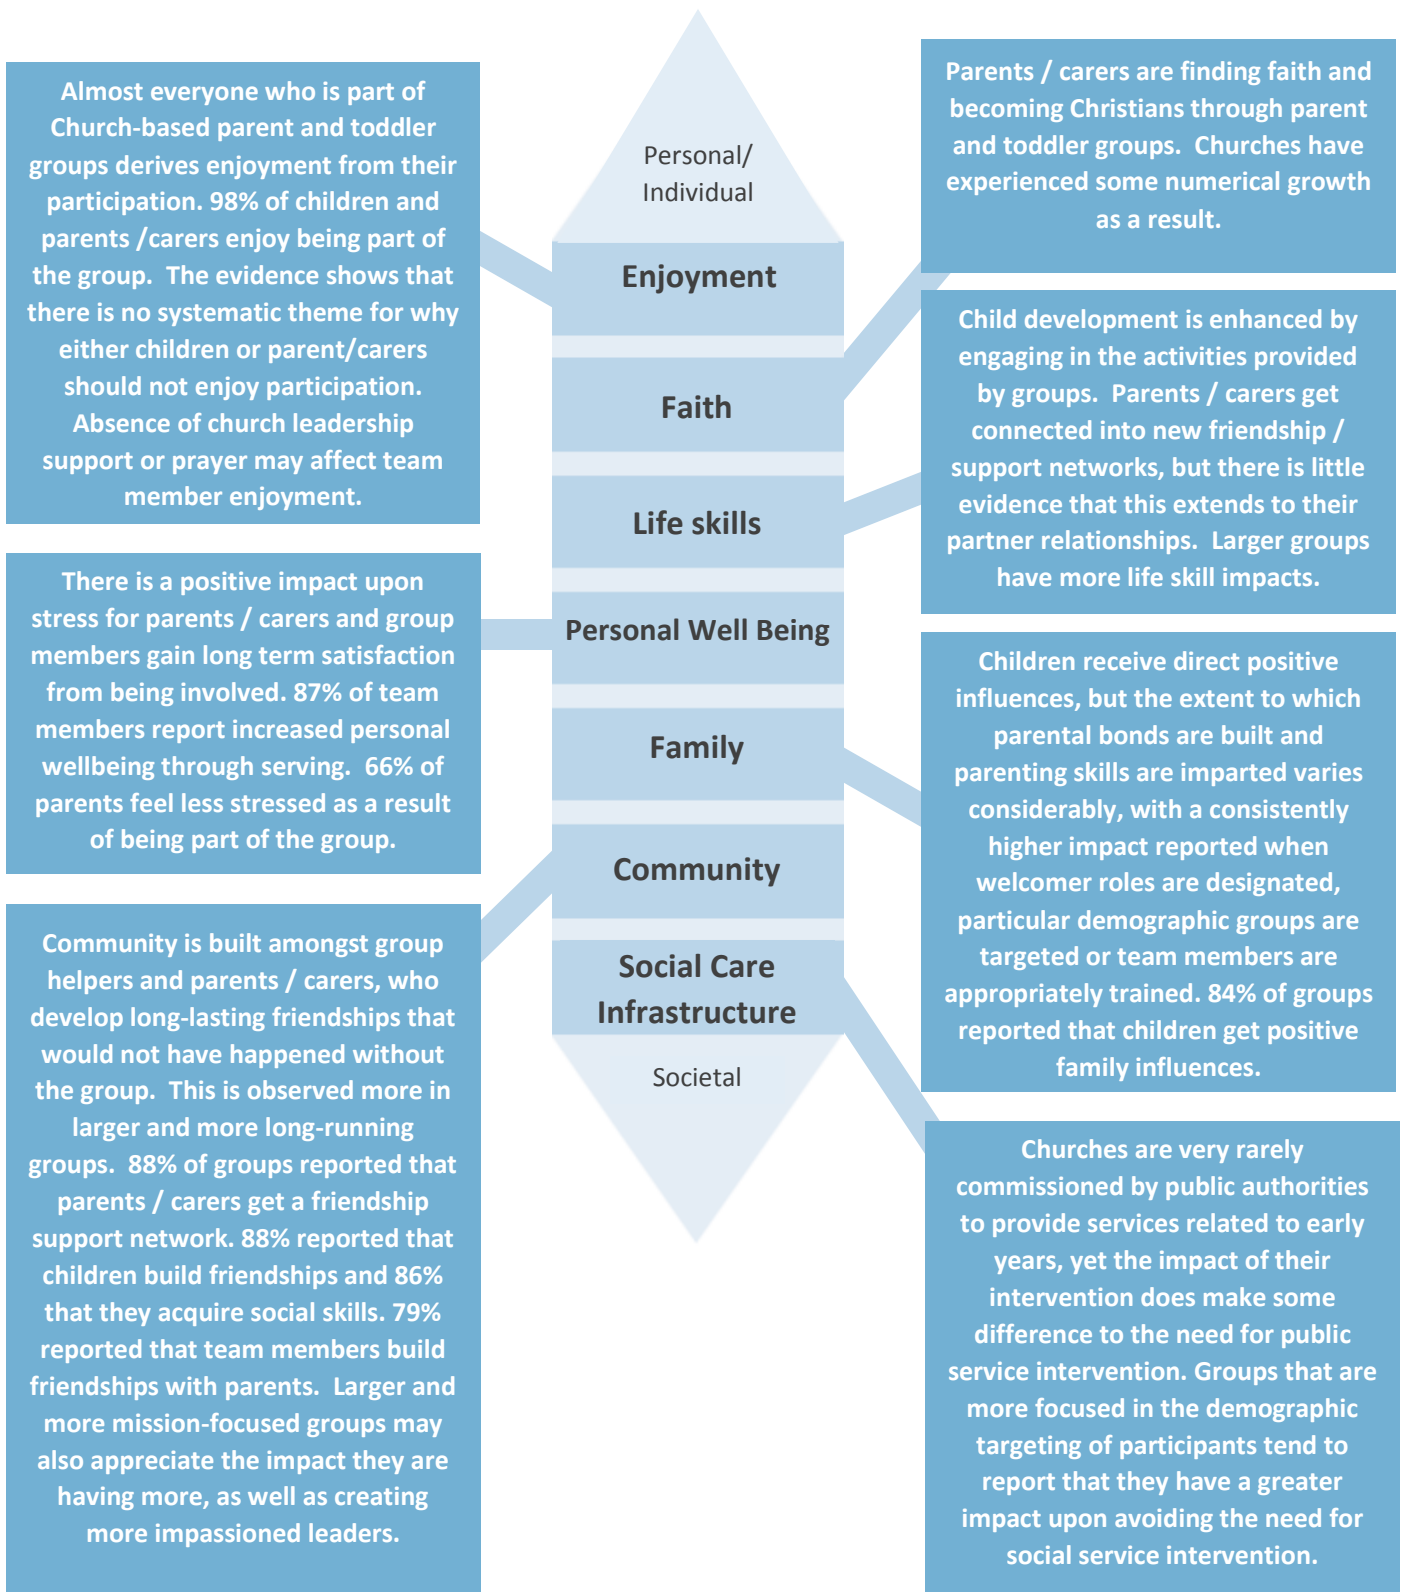 Almost everyone who is part of
Church-based parent and toddler
groups derives enjoyment from their
participation. 98% of children and
parents /carers enjoy being part of
the group.  The evidence shows that
there is no systematic theme for why
either children or parent/carers
should not enjoy participation.
Absence of church leadership
support or prayer may affect team
member enjoyment.
There is a positive impact upon
stress for parents / carers and group
members gain long term satisfaction
from being involved. 87% of team
members report increased personal
wellbeing through serving.  66% of
parents feel less stressed as a result
of being part of the group.
Community is built amongst group
helpers and parents / carers, who
develop long-lasting friendships that
would not have happened without
the group.  This is observed more in
larger and more long-running
groups.  88% of groups reported that
parents / carers get a friendship
support network. 88% reported that
children build friendships and 86%
that they acquire social skills. 79%
reported that team members build
friendships with parents.  Larger and
more mission-focused groups may
also appreciate the impact they are
having more, as well as creating
more impassioned leaders.
Personal/
Individual
Enjoyment
Faith
Life skills
Personal Well Being
Family
Community
Social Care
Infrastructure
Societal
Parents / carers are finding faith and
becoming Christians through parent
and toddler groups.  Churches have
experienced some numerical growth
as a result.
Child development is enhanced by
engaging in the activities provided
by groups.  Parents / carers get
connected into new friendship /
support networks, but there is little
evidence that this extends to their
partner relationships.  Larger groups
have more life skill impacts.
Children receive direct positive
influences, but the extent to which
parental bonds are built and
parenting skills are imparted varies
considerably, with a consistently
higher impact reported when
welcomer roles are designated,
particular demographic groups are
targeted or team members are
appropriately trained. 84% of groups
reported that children get positive
family influences.
Churches are very rarely
commissioned by public authorities
to provide services related to early
years, yet the impact of their
intervention does make some
difference to the need for public
service intervention. Groups that are
more focused in the demographic
targeting of participants tend to
report that they have a greater
impact upon avoiding the need for
social service intervention.